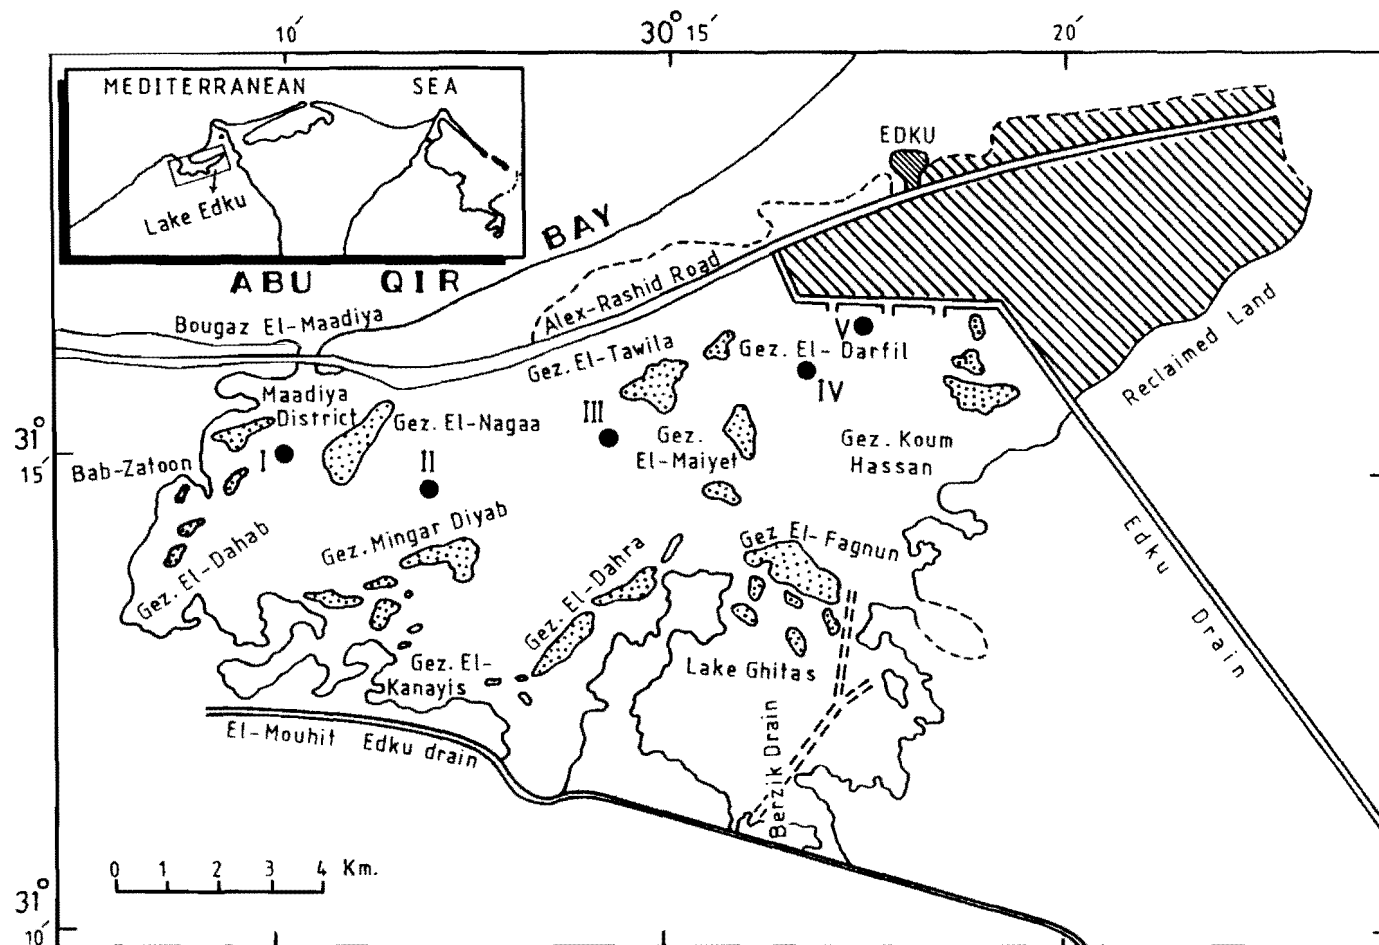 10′
30° 15′
20′
MEDITERRANEAN SEA
Lake Edku
EDKU
ABU QIR BAY
Bougaz El-Maadiya
Alex-Rashid Road
Reclaimed Land
Gez. El-Tawila
V
Gez. El-Darfil
IV
Maadiya
District
Gez. El-Nagaa
III
Gez.
El-Maiyet
Gez. Koum
Hassan
31°
15′
Bab-Zatoon
I
II
Gez. El-Dahab
Gez. Mingar Diyab
Gez El-Fagnun
Edku Drain
Gez. El-Dahra
Gez. El-
Kanayis
Lake Ghitas
El-Mouhit Edku drain
Berzik Drain
0 1 2 3 4 Km.
31°
10′